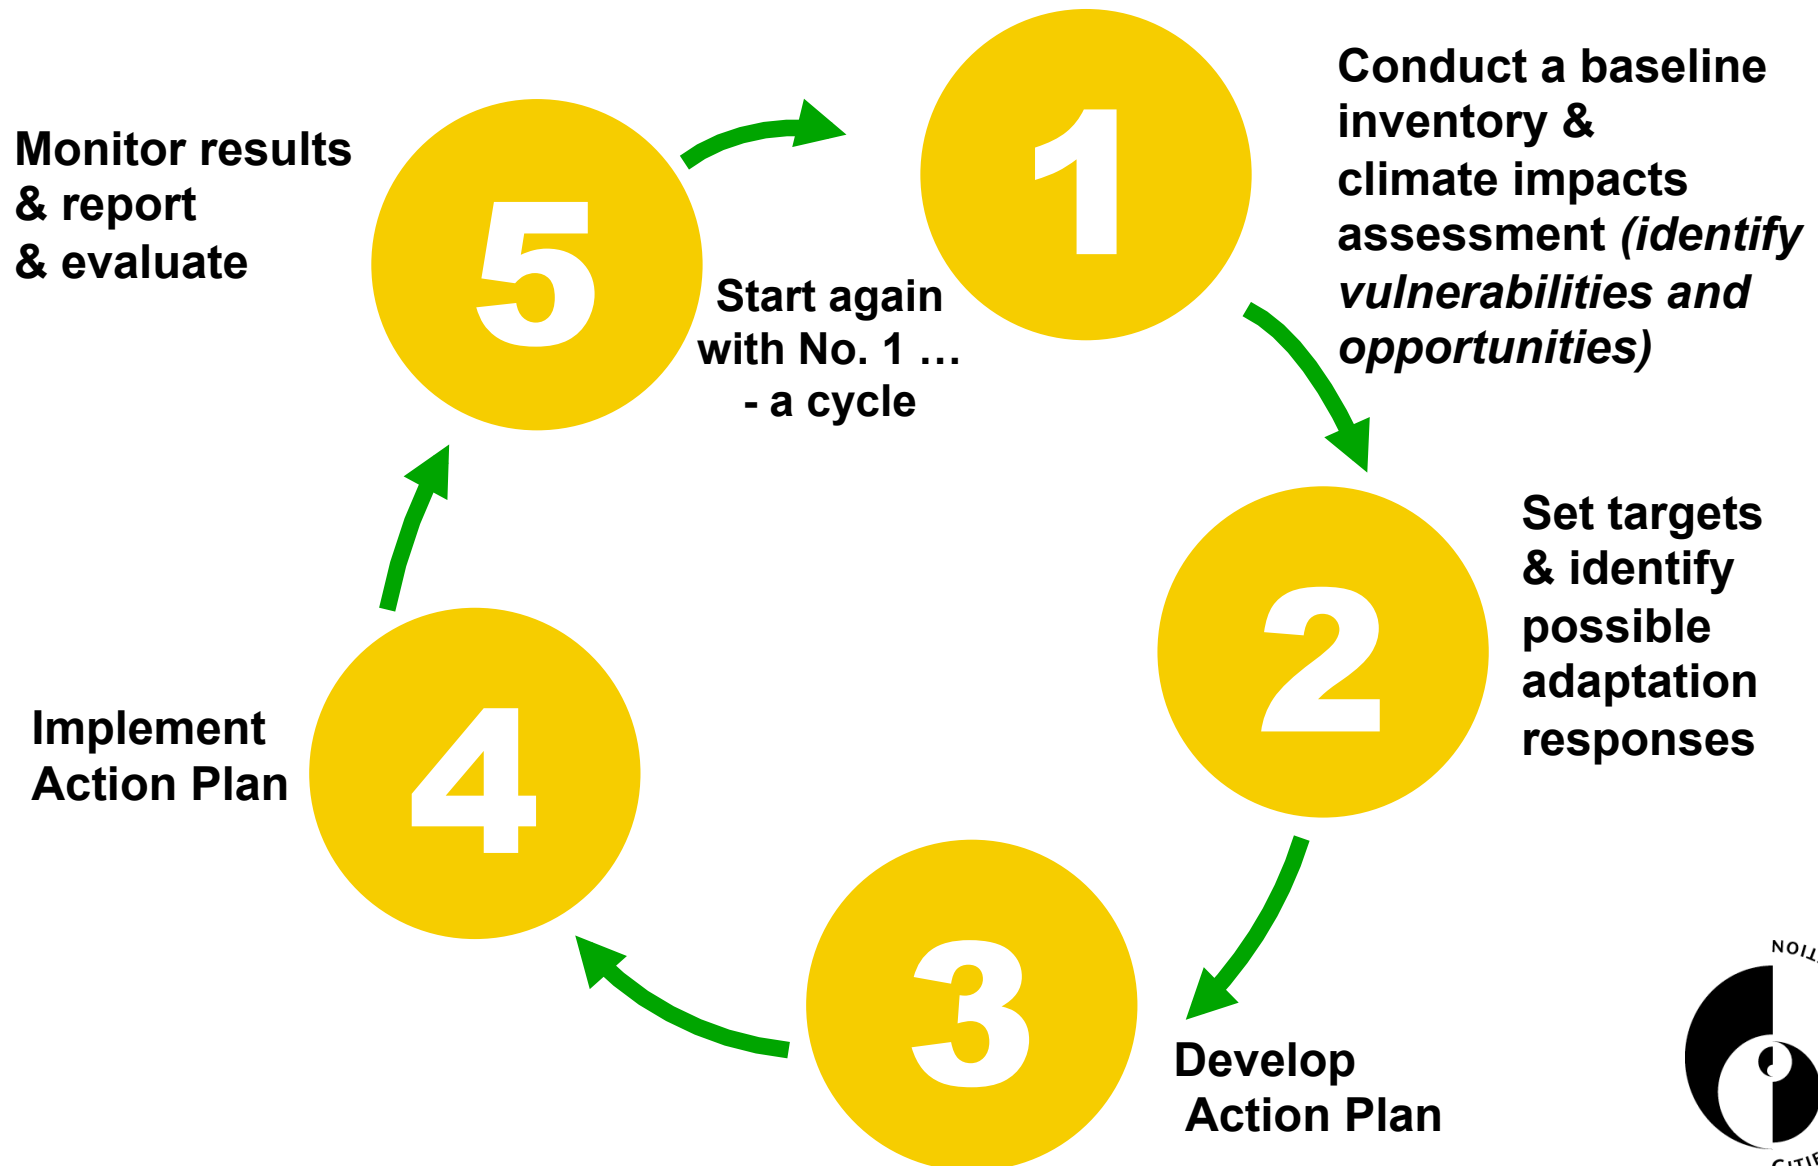 1
Conduct a baseline
inventory &
climate impacts
assessment (identify
vulnerabilities and
opportunities)
2
Set targets
& identify
possible
adaptation
responses
3
Develop
Action Plan
4
Implement
Action Plan
5
Monitor results
& report
& evaluate
Start again
with No. 1 …
- a cycle